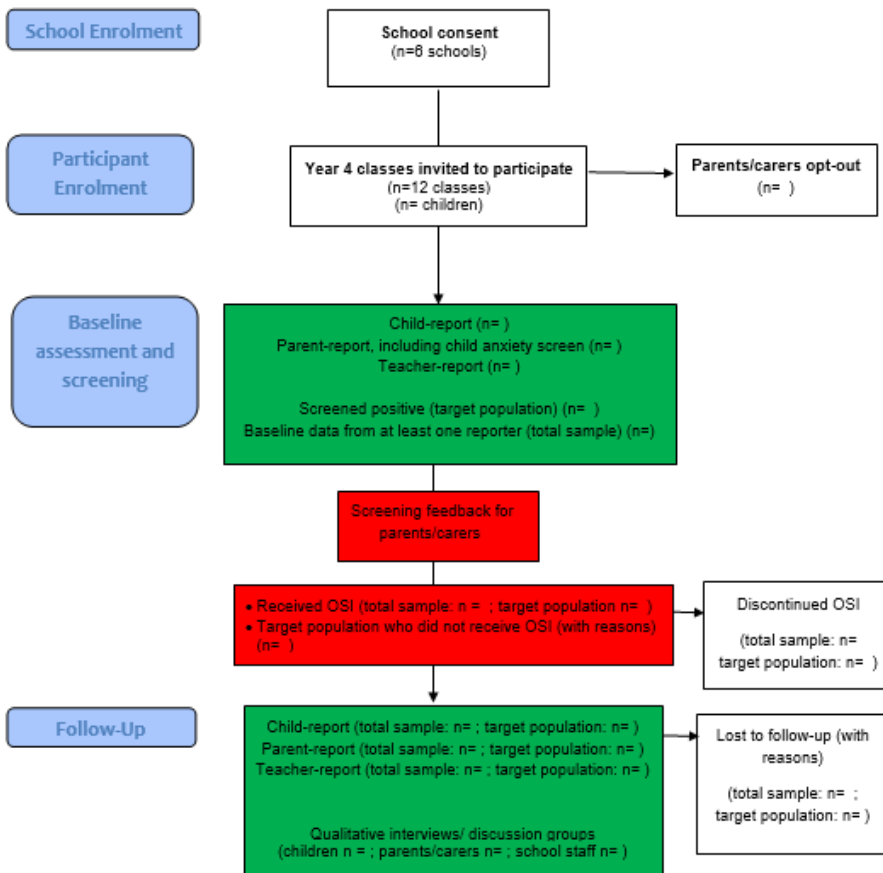 School Enrolment
School consent
(n=6 schools)
Participant
Enrolment
Year 4 classes invited to participate
(n=12 classes)
(n= children)
Parents/carers opt-out
(n=  )
Baseline
assessment and
screening
Child-report (n= )
Parent-report, including child anxiety screen (n= )
Teacher-report (n= )
Screened positive (target population) (n=  )
Baseline data from at least one reporter (total sample) (n=)
Screening feedback for
parents/carers
• Received OSI (total sample: n =  ; target population n=  )
• Target population who did not receive OSI (with reasons)
(n=  )
Discontinued OSI
(total sample: n=
target population: n=  )
Follow-Up
Child-report (total sample: n= ; target population: n= )
Parent-report (total sample: n= ; target population: n= )
Teacher-report (total sample: n= ; target population: n= )
Qualitative interviews/ discussion groups
(children n = ; parents/carers n= ; school staff n= )
Lost to follow-up (with
reasons)
(total sample: n=  ;
target population: n= )